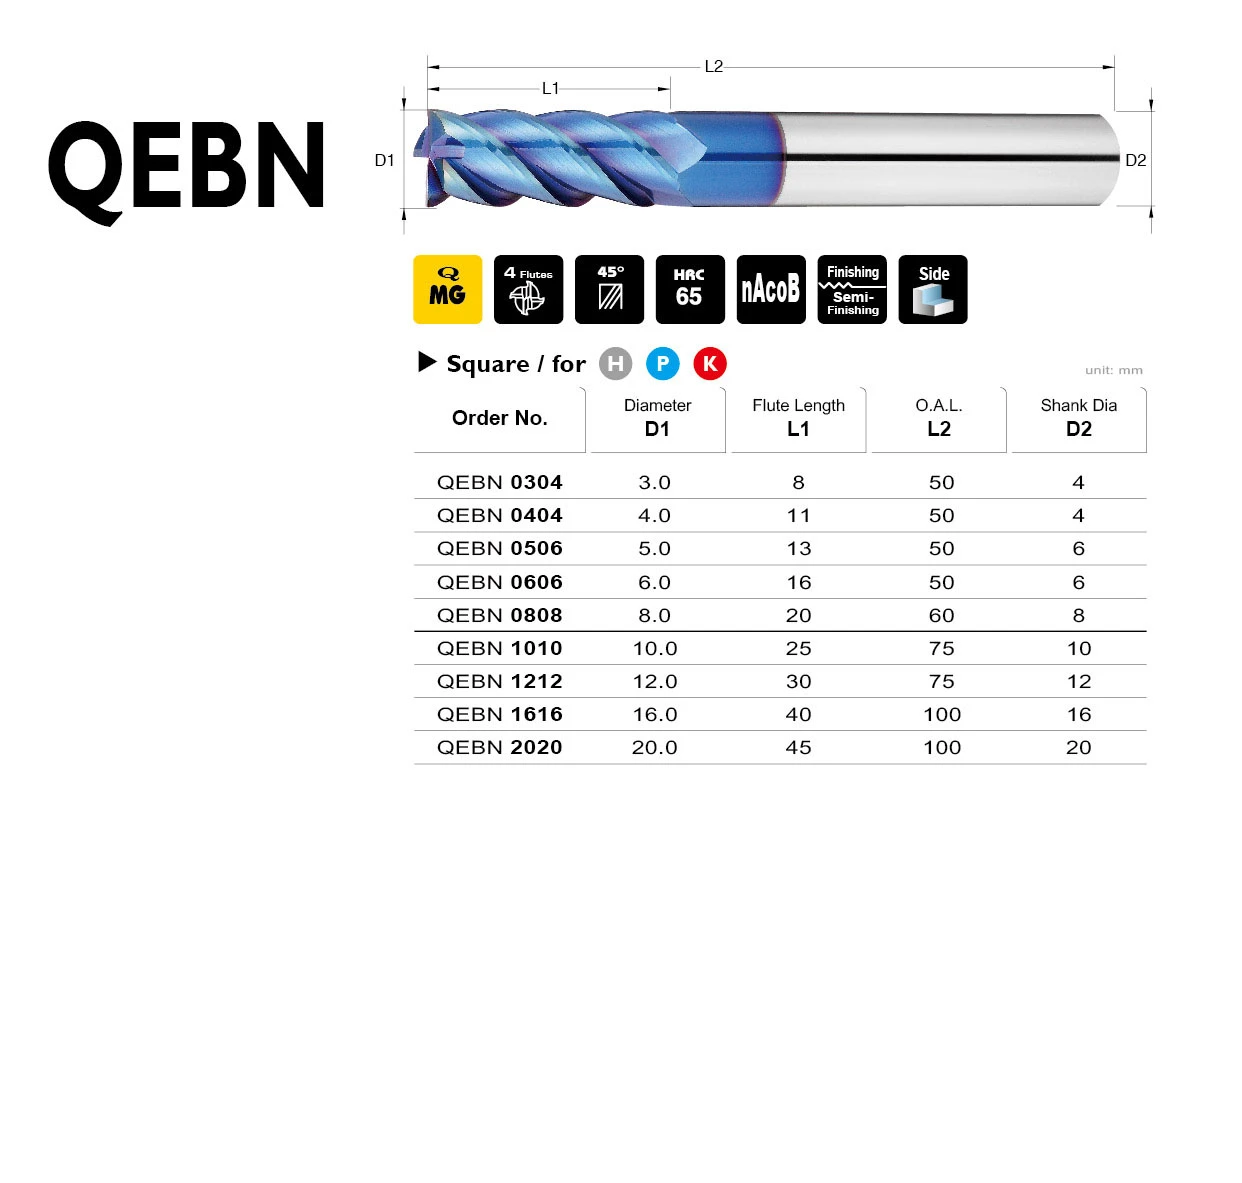 L2
L1
QEBN
D1
D2
Q
MG
4 Flutes
45°
HRC
65
nAcoB
Finishing
Semi-
Finishing
Side
Square / for H P K
unit: mm
Order No.
Diameter
D1
Flute Length
L1
O.A.L.
L2
Shank Dia
D2
QEBN 0304 3.0 8 50 4
QEBN 0404 4.0 11 50 4
QEBN 0506 5.0 13 50 6
QEBN 0606 6.0 16 50 6
QEBN 0808 8.0 20 60 8
QEBN 1010 10.0 25 75 10
QEBN 1212 12.0 30 75 12
QEBN 1616 16.0 40 100 16
QEBN 2020 20.0 45 100 20